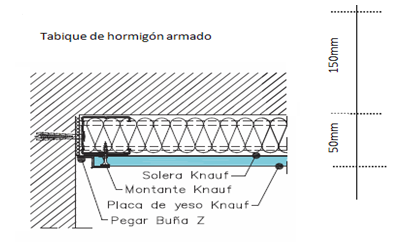 Tabique de hormigón armado
150mm
50mm
Solera Knauf
Montante Knauf
Placa de yeso Knauf
Pegar Buña Z